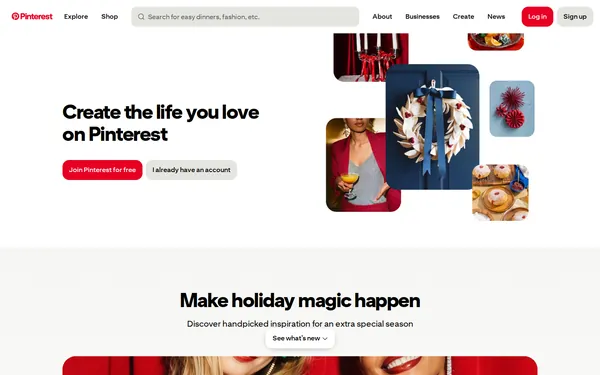 Pinterest
Explore
Shop
Search for easy dinners, fashion, etc.
About
Businesses
Create
News
Log in
Sign up
Create the life you love
on Pinterest
Join Pinterest for free
I already have an account
Make holiday magic happen
Discover handpicked inspiration for an extra special season
See what's new